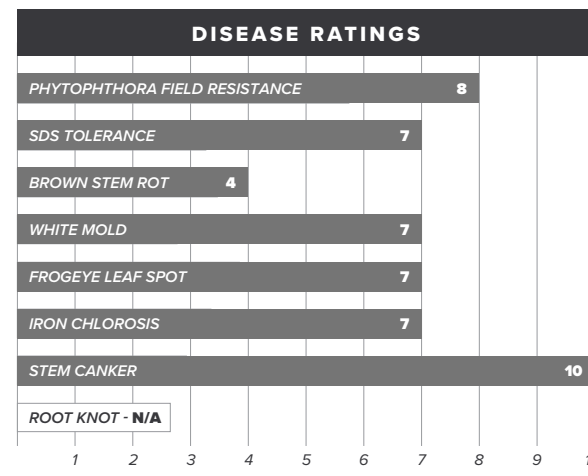 DISEASE RATINGS
PHYTOPHTHORA FIELD RESISTANCE 8
SDS TOLERANCE 7
BROWN STEM ROT 4
WHITE MOLD 7
FROGEYE LEAF SPOT 7
IRON CHLOROSIS 7
STEM CANKER 10
ROOT KNOT - N/A
1 2 3 4 5 6 7 8 9